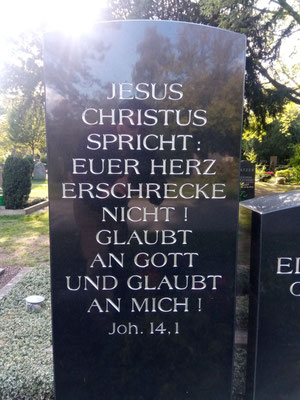 JESUS
CHRISTUS
SPRICHT:
EUER HERZ
ERSCHRECKE
NICHT!
GLAUBT
AN GOTT
UND GLAUBT
AN MICH!
Joh. 14,1